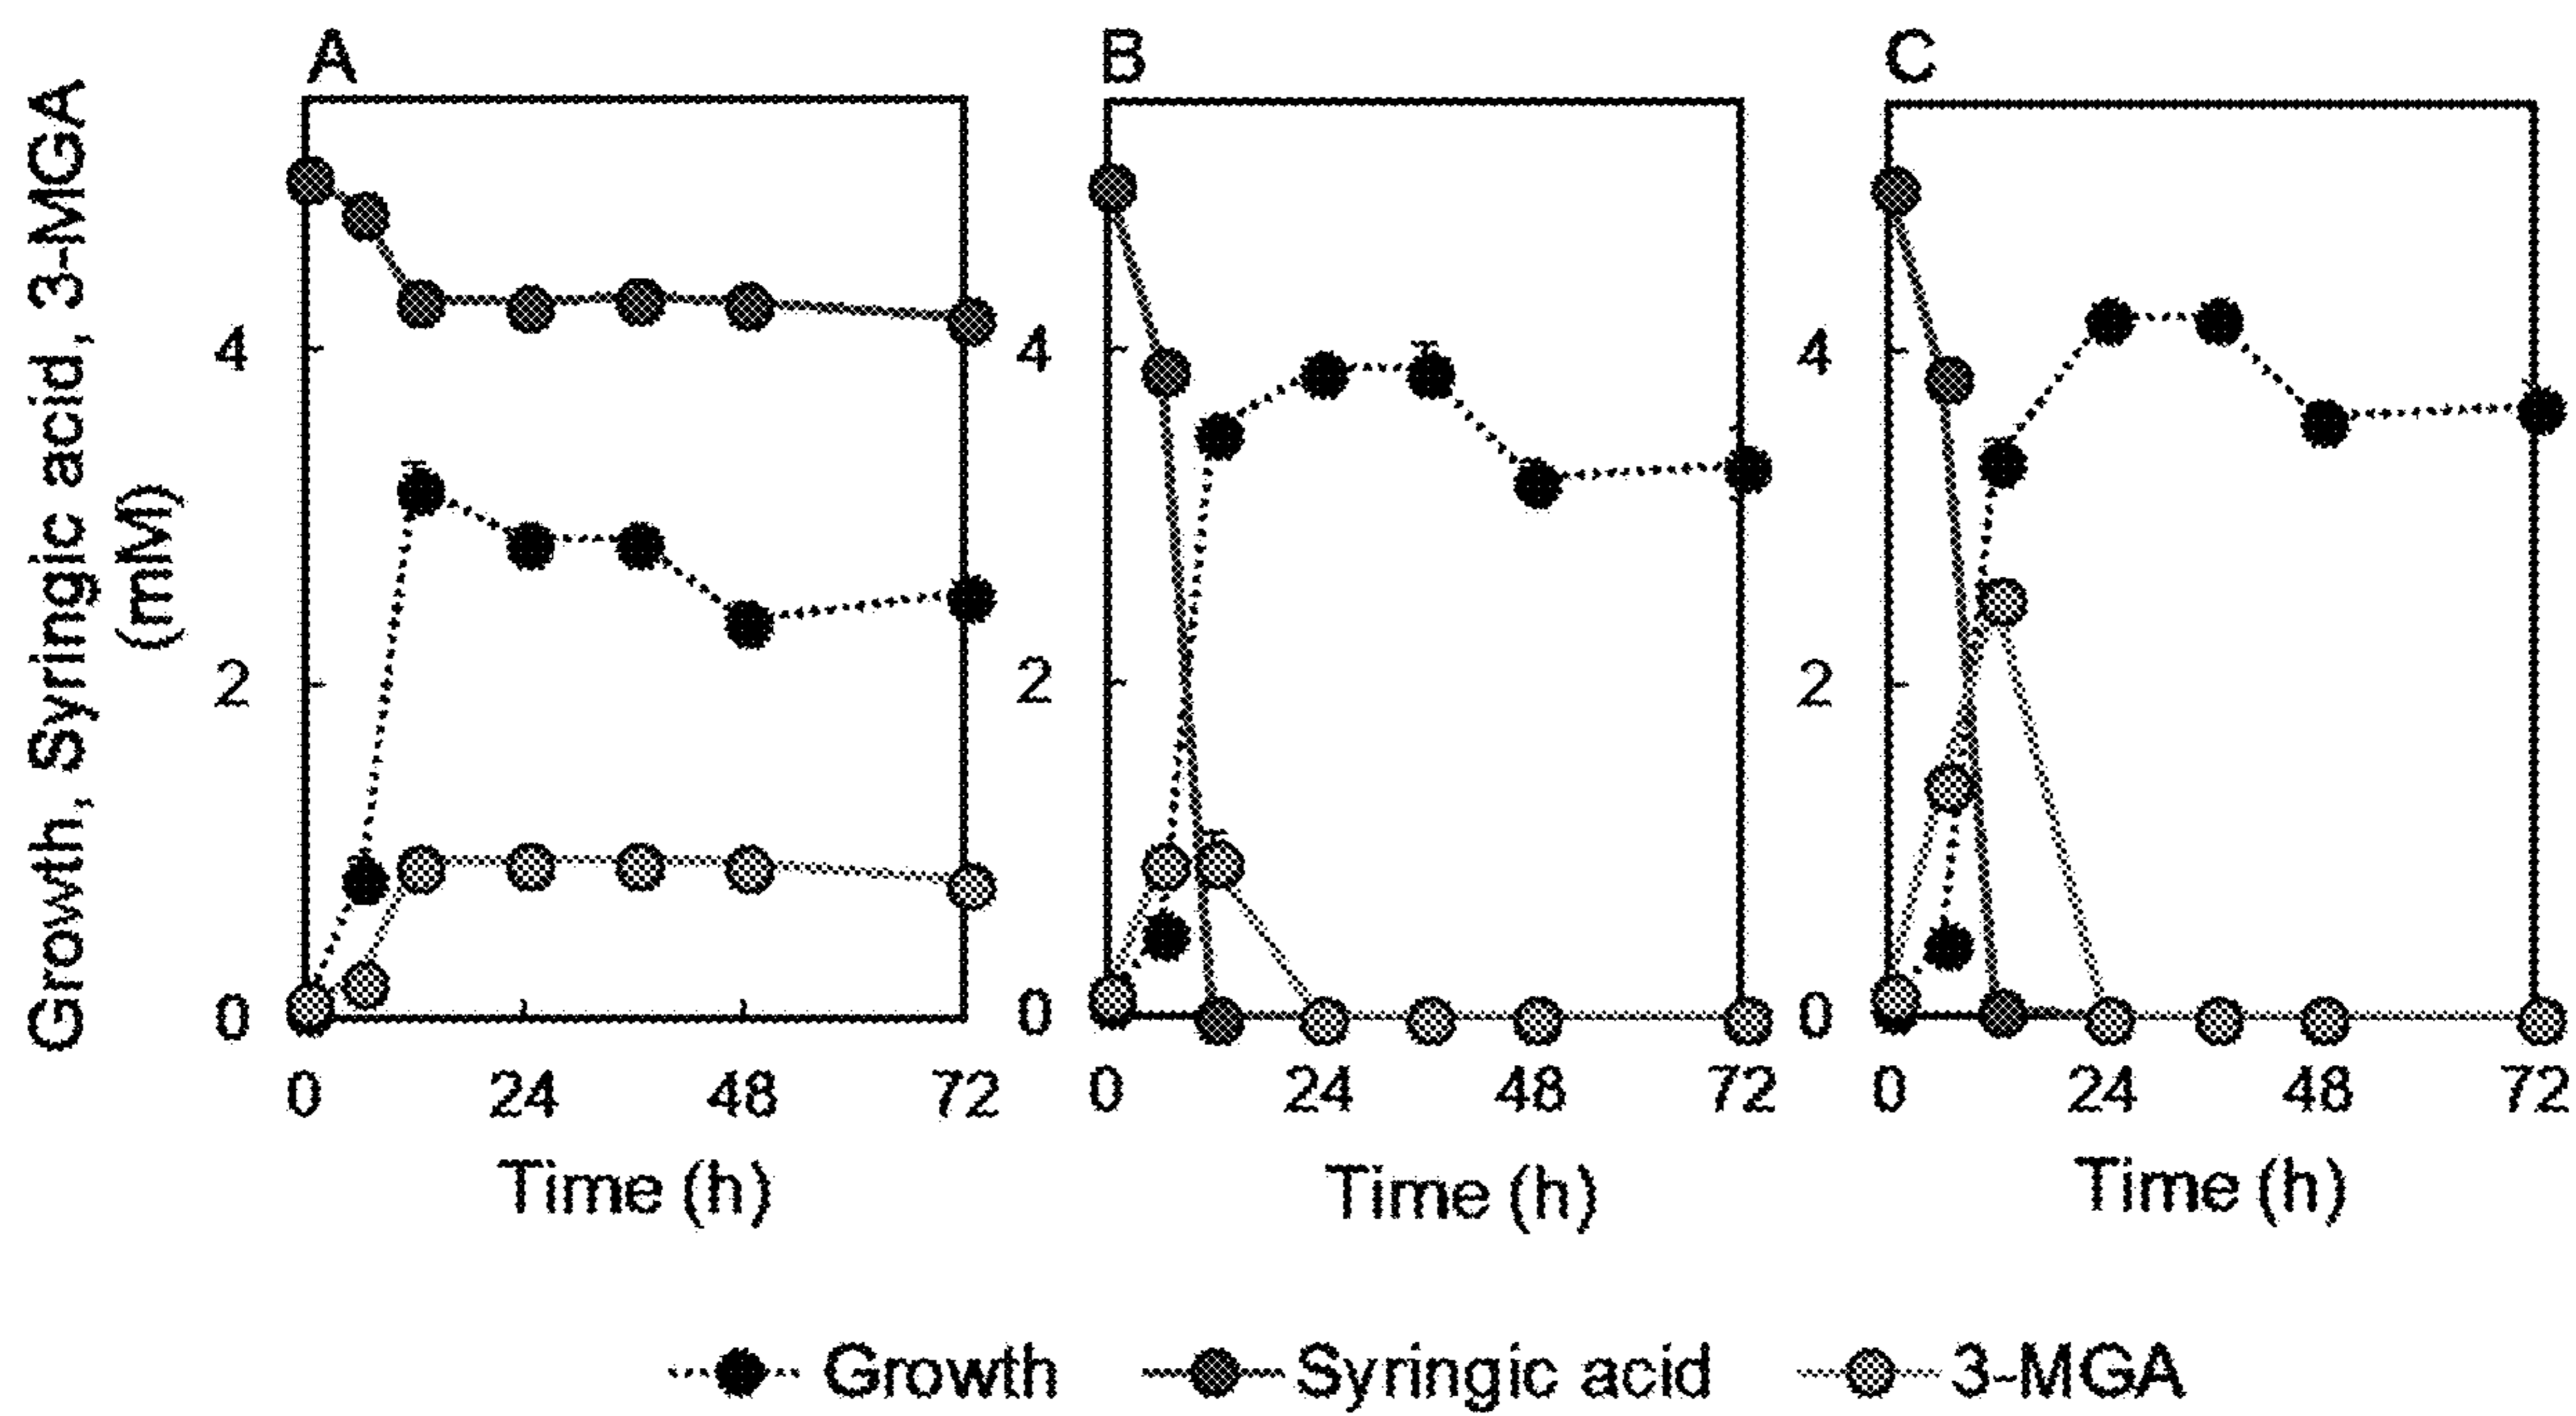 A B C
Growth, Syringic acid, 3-MGA
(mM)
4 4 4
2 2 2
0 0 0
0 24 48 72 0 24 48 72 0 24 48 72
Time (h) Time (h) Time (h)
Growth Syringic acid 3-MGA